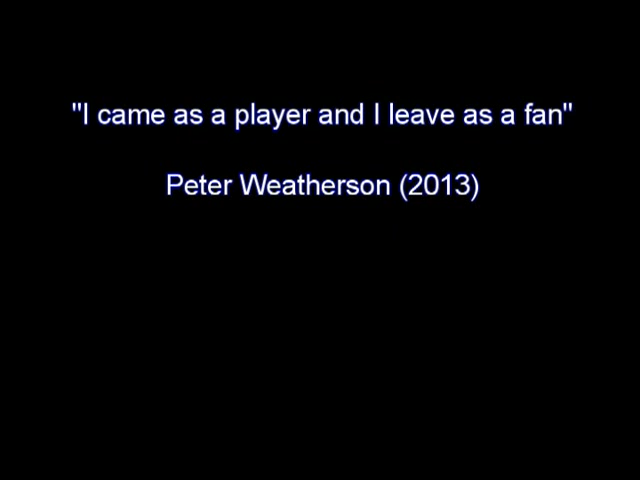 "I came as a player and I leave as a fan"
Peter Weatherson (2013)